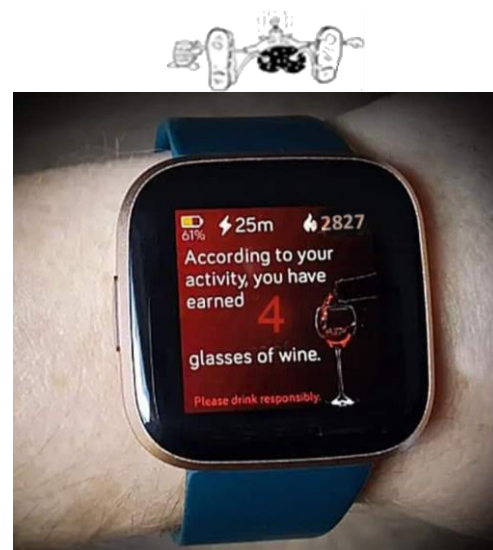 61% 25m 2827
According to your
activity, you have
earned 4
glasses of wine.
Please drink responsibly.